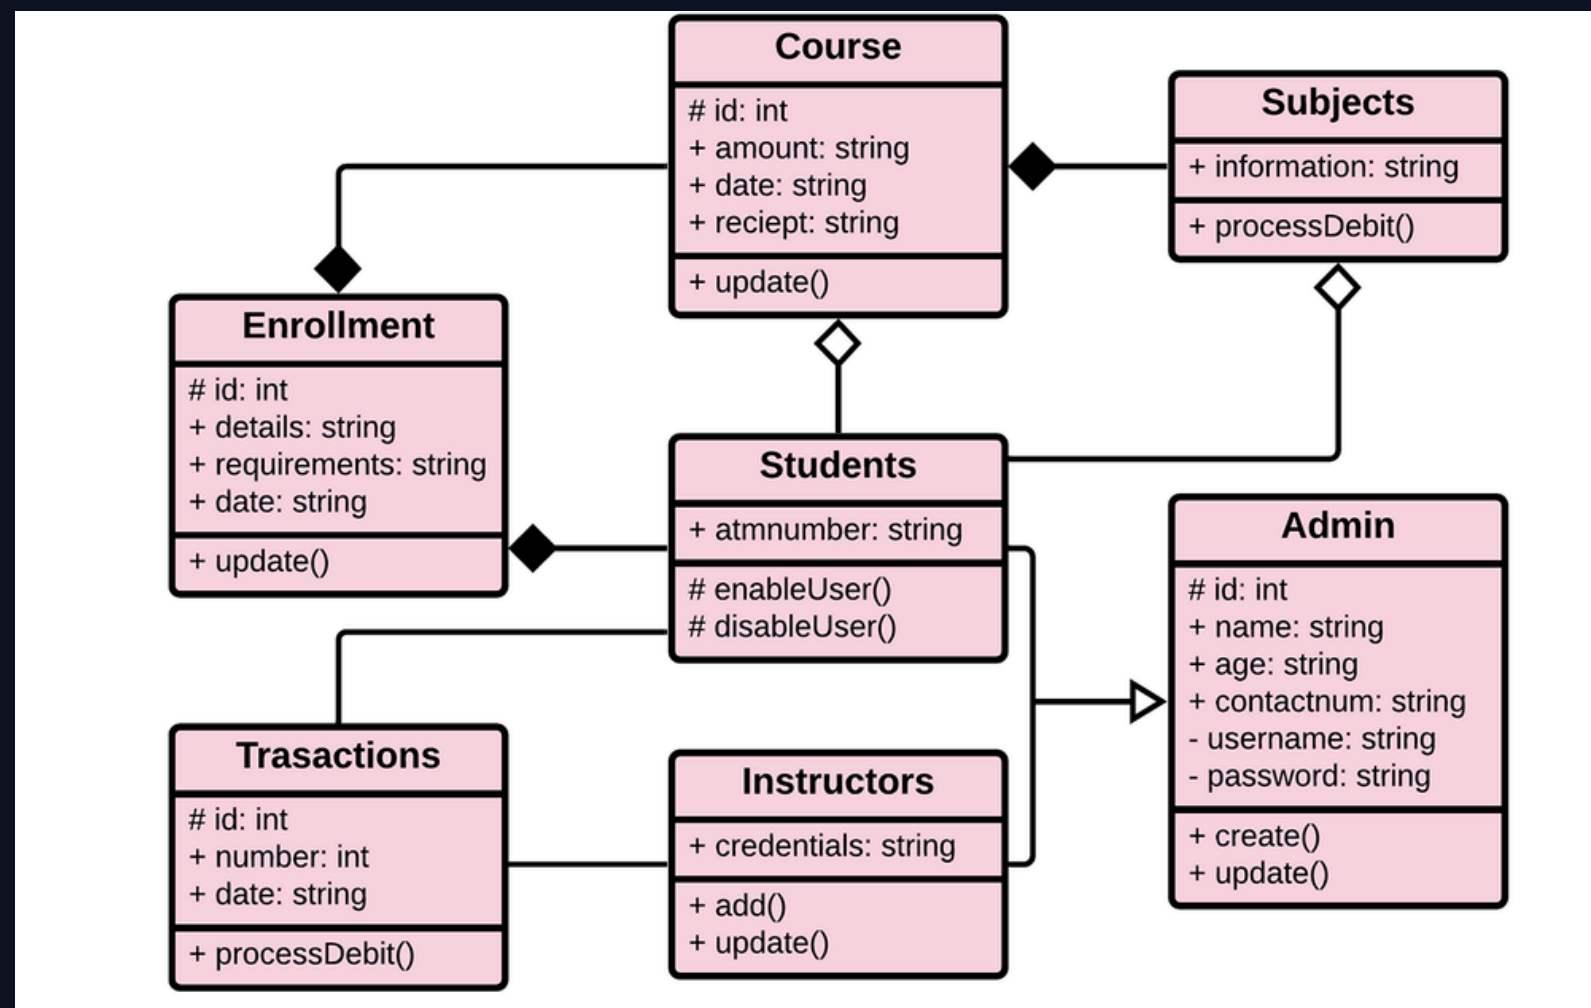 Course
# id: int
+ amount: string
+ date: string
+ reciept: string
+ update()
Subjects
+ information: string
+ processDebit()
Enrollment
# id: int
+ details: string
+ requirements: string
+ date: string
+ update()
Students
+ atmnumber: string
# enableUser()
# disableUser()
Admin
# id: int
+ name: string
+ age: string
+ contactnum: string
- username: string
- password: string
+ create()
+ update()
Trasactions
# id: int
+ number: int
+ date: string
+ processDebit()
Instructors
+ credentials: string
+ add()
+ update()